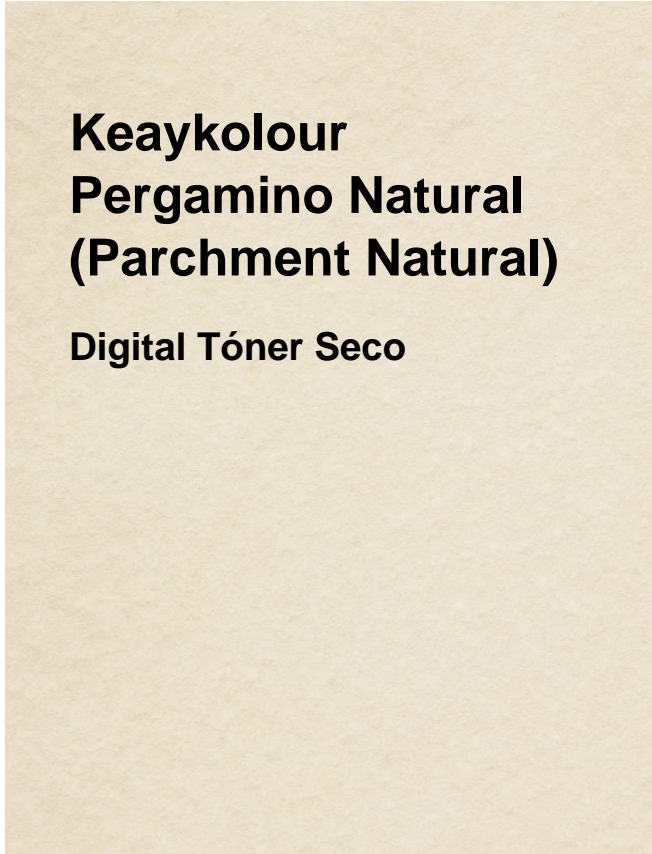 Keaykolour
Pergamino Natural
(Parchment Natural)
Digital Tóner Seco